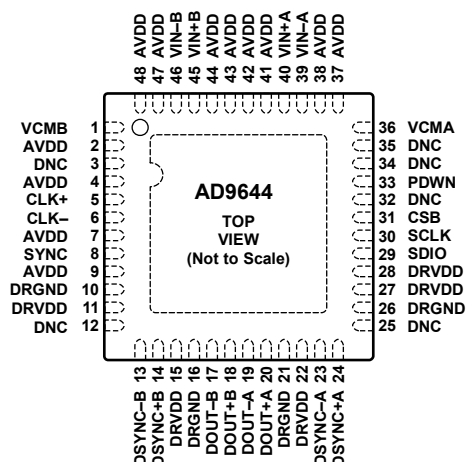 48 AVDD
47 AVDD
46 VIN–B
45 VIN+B
44 AVDD
43 AVDD
42 AVDD
41 AVDD
40 VIN+A
39 VIN–A
38 AVDD
37 AVDD
VCMB 1
AVDD 2
DNC 3
AVDD 4
CLK+ 5
CLK– 6
AVDD 7
SYNC 8
AVDD 9
DRGND 10
DRVDD 11
DNC 12
AD9644
TOP
VIEW
(Not to Scale)
36 VCMA
35 DNC
34 DNC
33 PDWN
32 DNC
31 CSB
30 SCLK
29 SDIO
28 DRVDD
27 DRVDD
26 DRGND
25 DNC
DSYNC–B 13
DSYNC+B 14
DRVDD 15
DRGND 16
DOUT–B 17
DOUT+B 18
DOUT–A 19
DOUT+A 20
DRGND 21
DRVDD 22
DSYNC–A 23
DSYNC+A 24